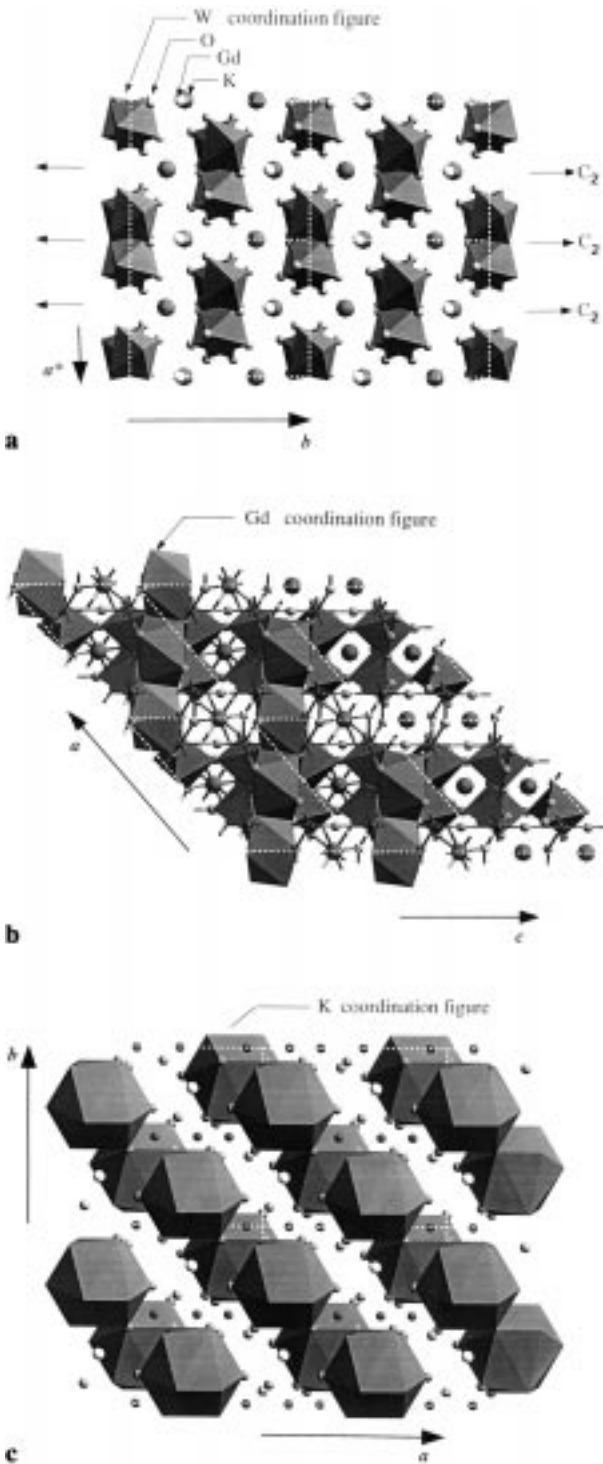 W coordination figure
O
Gd
K
C₂
C₂
C₂
a*
b
a
Gd coordination figure
a
c
b
K coordination figure
b
a
c